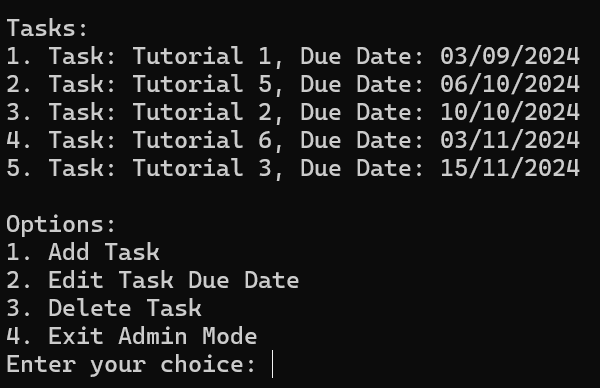 Tasks:
1. Task: Tutorial 1, Due Date: 03/09/2024
2. Task: Tutorial 5, Due Date: 06/10/2024
3. Task: Tutorial 2, Due Date: 10/10/2024
4. Task: Tutorial 6, Due Date: 03/11/2024
5. Task: Tutorial 3, Due Date: 15/11/2024
Options:
1. Add Task
2. Edit Task Due Date
3. Delete Task
4. Exit Admin Mode
Enter your choice: